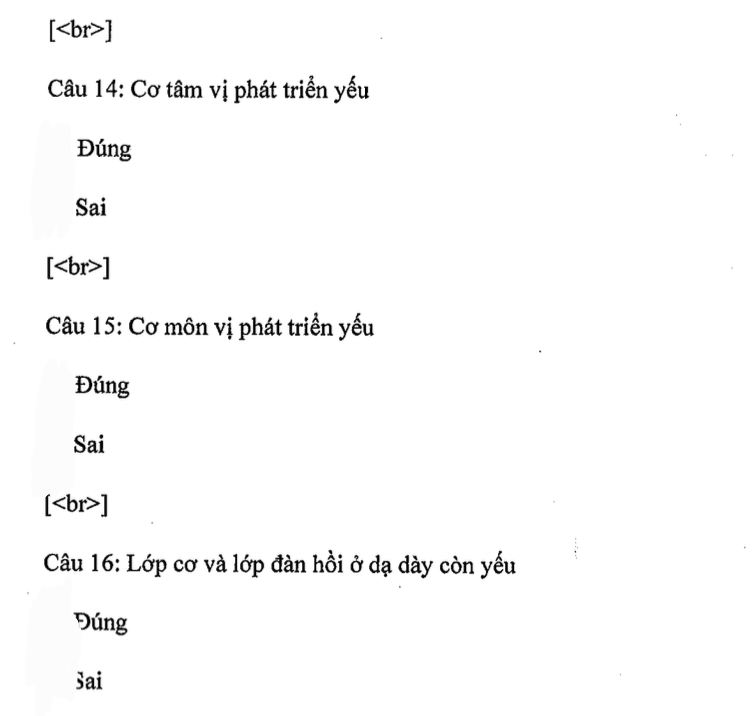 [<br>]
Câu 14: Cơ tâm vị phát triển yếu
Đúng
Sai
[<br>]
Câu 15: Cơ môn vị phát triển yếu
Đúng
Sai
[<br>]
Câu 16: Lớp cơ và lớp đàn hồi ở dạ dày còn yếu
Đúng
Sai